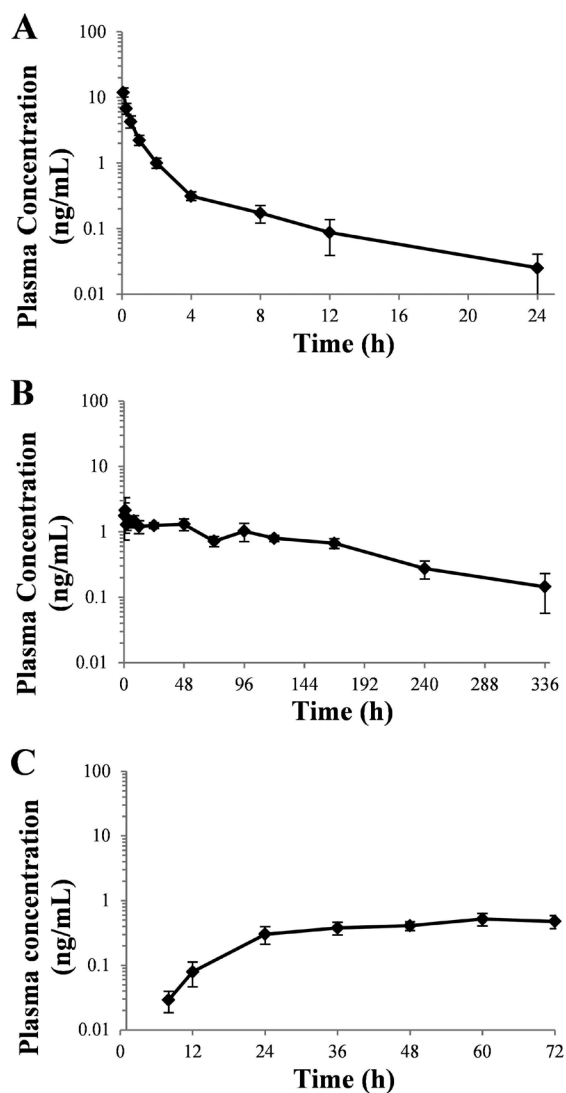 A
Plasma Concentration
(ng/mL)
100
10
1
0.1
0.01
0 4 8 12 16 20 24
Time (h)
B
Plasma Concentration
(ng/mL)
100
10
1
0.1
0.01
0 48 96 144 192 240 288 336
Time (h)
C
Plasma concentration
(ng/mL)
100
10
1
0.1
0.01
0 12 24 36 48 60 72
Time (h)